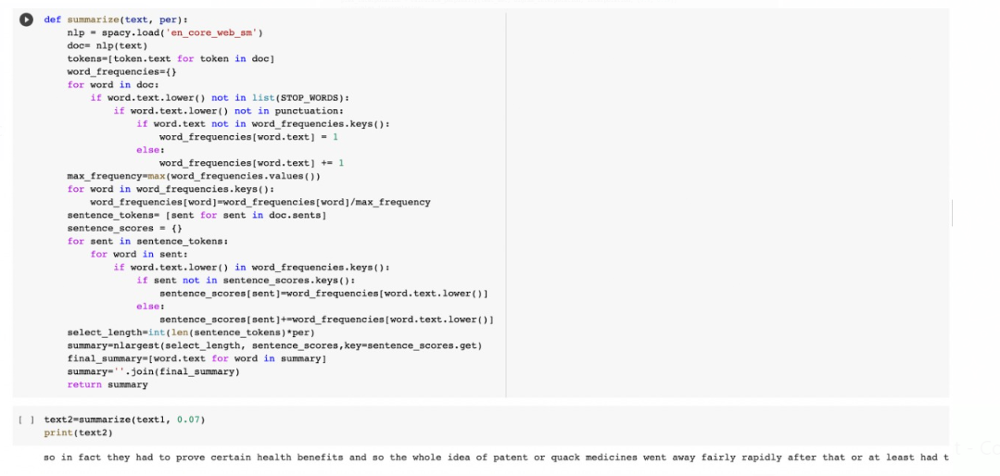 def summarize(text, per):
    nlp = spacy.load('en_core_web_sm')
    doc= nlp(text)
    tokens=[token.text for token in doc]
    word_frequencies={}
    for word in doc:
        if word.text.lower() not in list(STOP_WORDS):
            if word.text.lower() not in punctuation:
                if word.text not in word_frequencies.keys():
                    word_frequencies[word.text] = 1
                else:
                    word_frequencies[word.text] += 1
    max_frequency=max(word_frequencies.values())
    for word in word_frequencies.keys():
        word_frequencies[word]=word_frequencies[word]/max_frequency
    sentence_tokens= [sent for sent in doc.sents]
    sentence_scores = {}
    for sent in sentence_tokens:
        for word in sent:
            if word.text.lower() in word_frequencies.keys():
                if sent not in sentence_scores.keys():
                    sentence_scores[sent]=word_frequencies[word.text.lower()]
                else:
                    sentence_scores[sent]+=word_frequencies[word.text.lower()]
    select_length=int(len(sentence_tokens)*per)
    summary=nlargest(select_length, sentence_scores,key=sentence_scores.get)
    final_summary=[word.text for word in summary]
    summary=''.join(final_summary)
    return summary
[ ] text2=summarize(text1, 0.07)
print(text2)
so in fact they had to prove certain health benefits and so the whole idea of patent or quack medicines went away fairly rapidly after that or at least had t